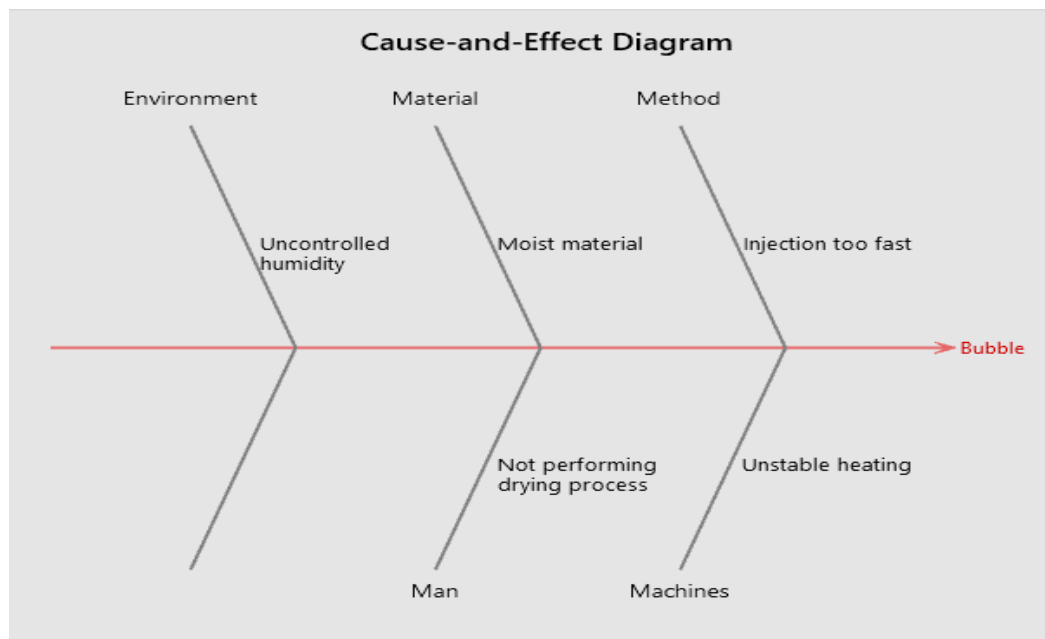 Cause-and-Effect Diagram
Environment
Material
Method
Uncontrolled
humidity
Moist material
Injection too fast
Bubble
Not performing
drying process
Unstable heating
Man
Machines